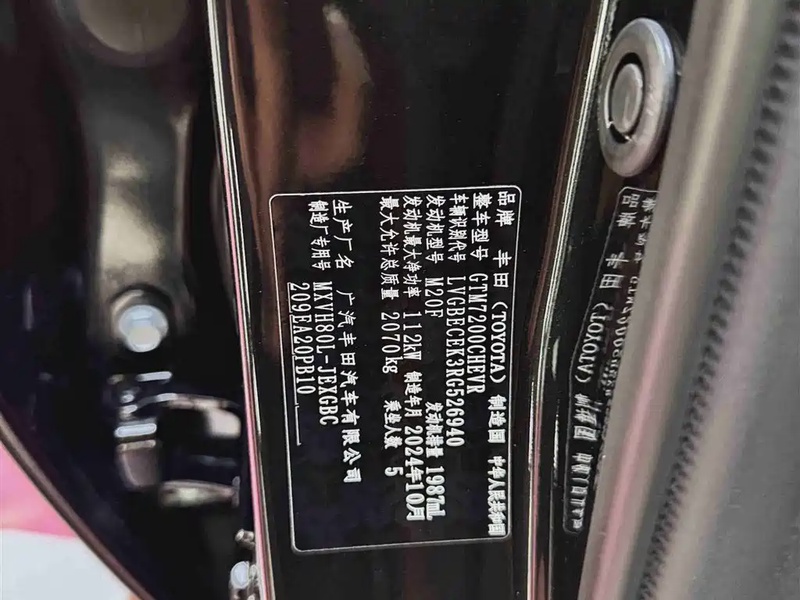 品牌 丰田(TOYOTA) 制造国 中华人民共和国
整车型号 GTM7200CHEVR
车辆识别代号 LVGBECEK3RG526940
发动机型号 M20F 发动机排量 1987mL
发动机最大净功率 112kW 制造年月 2024年10月
最大允许总质量 2070kg 乘坐人数 5
生产厂名 广汽丰田汽车有限公司
制造厂专用号 MXVH80L-JEXGBC
209EA20PB10